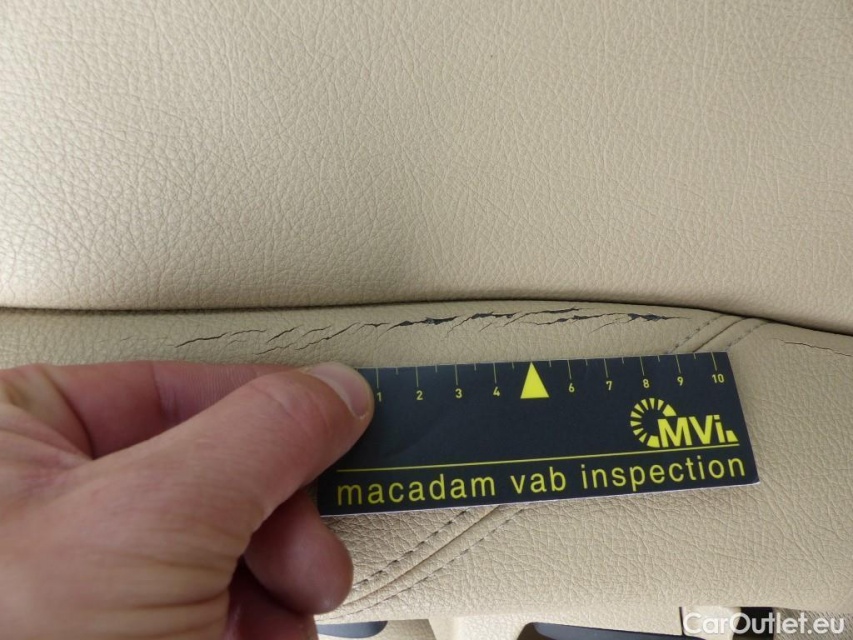 1 2 3 4 6 7 8 9 10
MVi.
macadam vab inspection
CarOutlet.eu